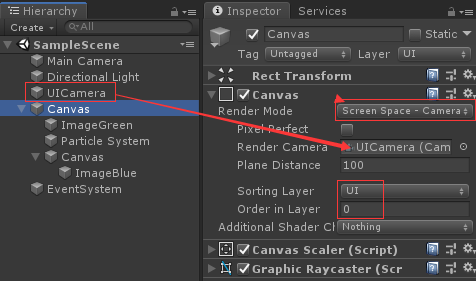 Hierarchy
Create
All
SampleScene
Main Camera
Directional Light
UICamera
Canvas
ImageGreen
Particle System
Canvas
ImageBlue
EventSystem
Inspector Services
Canvas Static
Tag Untagged Layer UI
Rect Transform
Canvas
Render Mode Screen Space - Camera
Pixel Perfect
Render Camera UICamera (Cam
Plane Distance 100
Sorting Layer UI
Order in Layer 0
Additional Shader Ch Nothing
Canvas Scaler (Script)
Graphic Raycaster (Scr